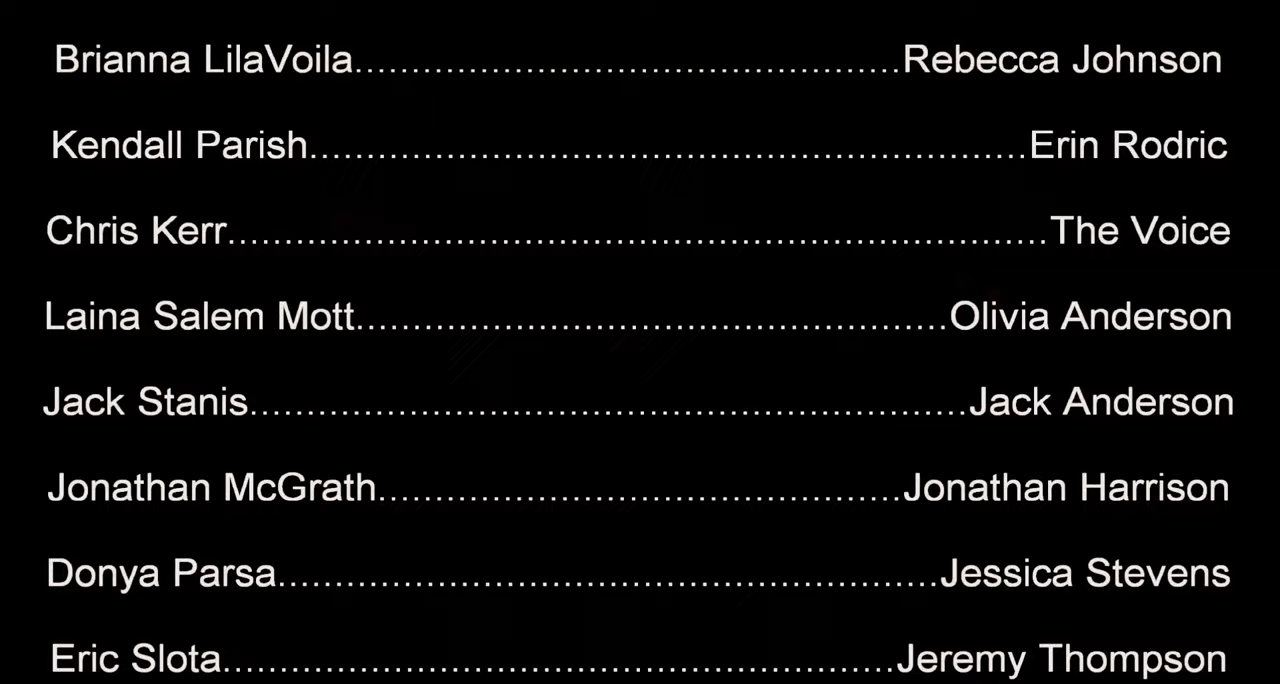 Brianna LilaVoila......................................Rebecca Johnson
Kendall Parish..................................................Erin Rodric
Chris Kerr.........................................................The Voice
Laina Salem Mott.........................................Olivia Anderson
Jack Stanis..................................................Jack Anderson
Jonathan McGrath.....................................Jonathan Harrison
Donya Parsa..............................................Jessica Stevens
Eric Slota...............................................Jeremy Thompson